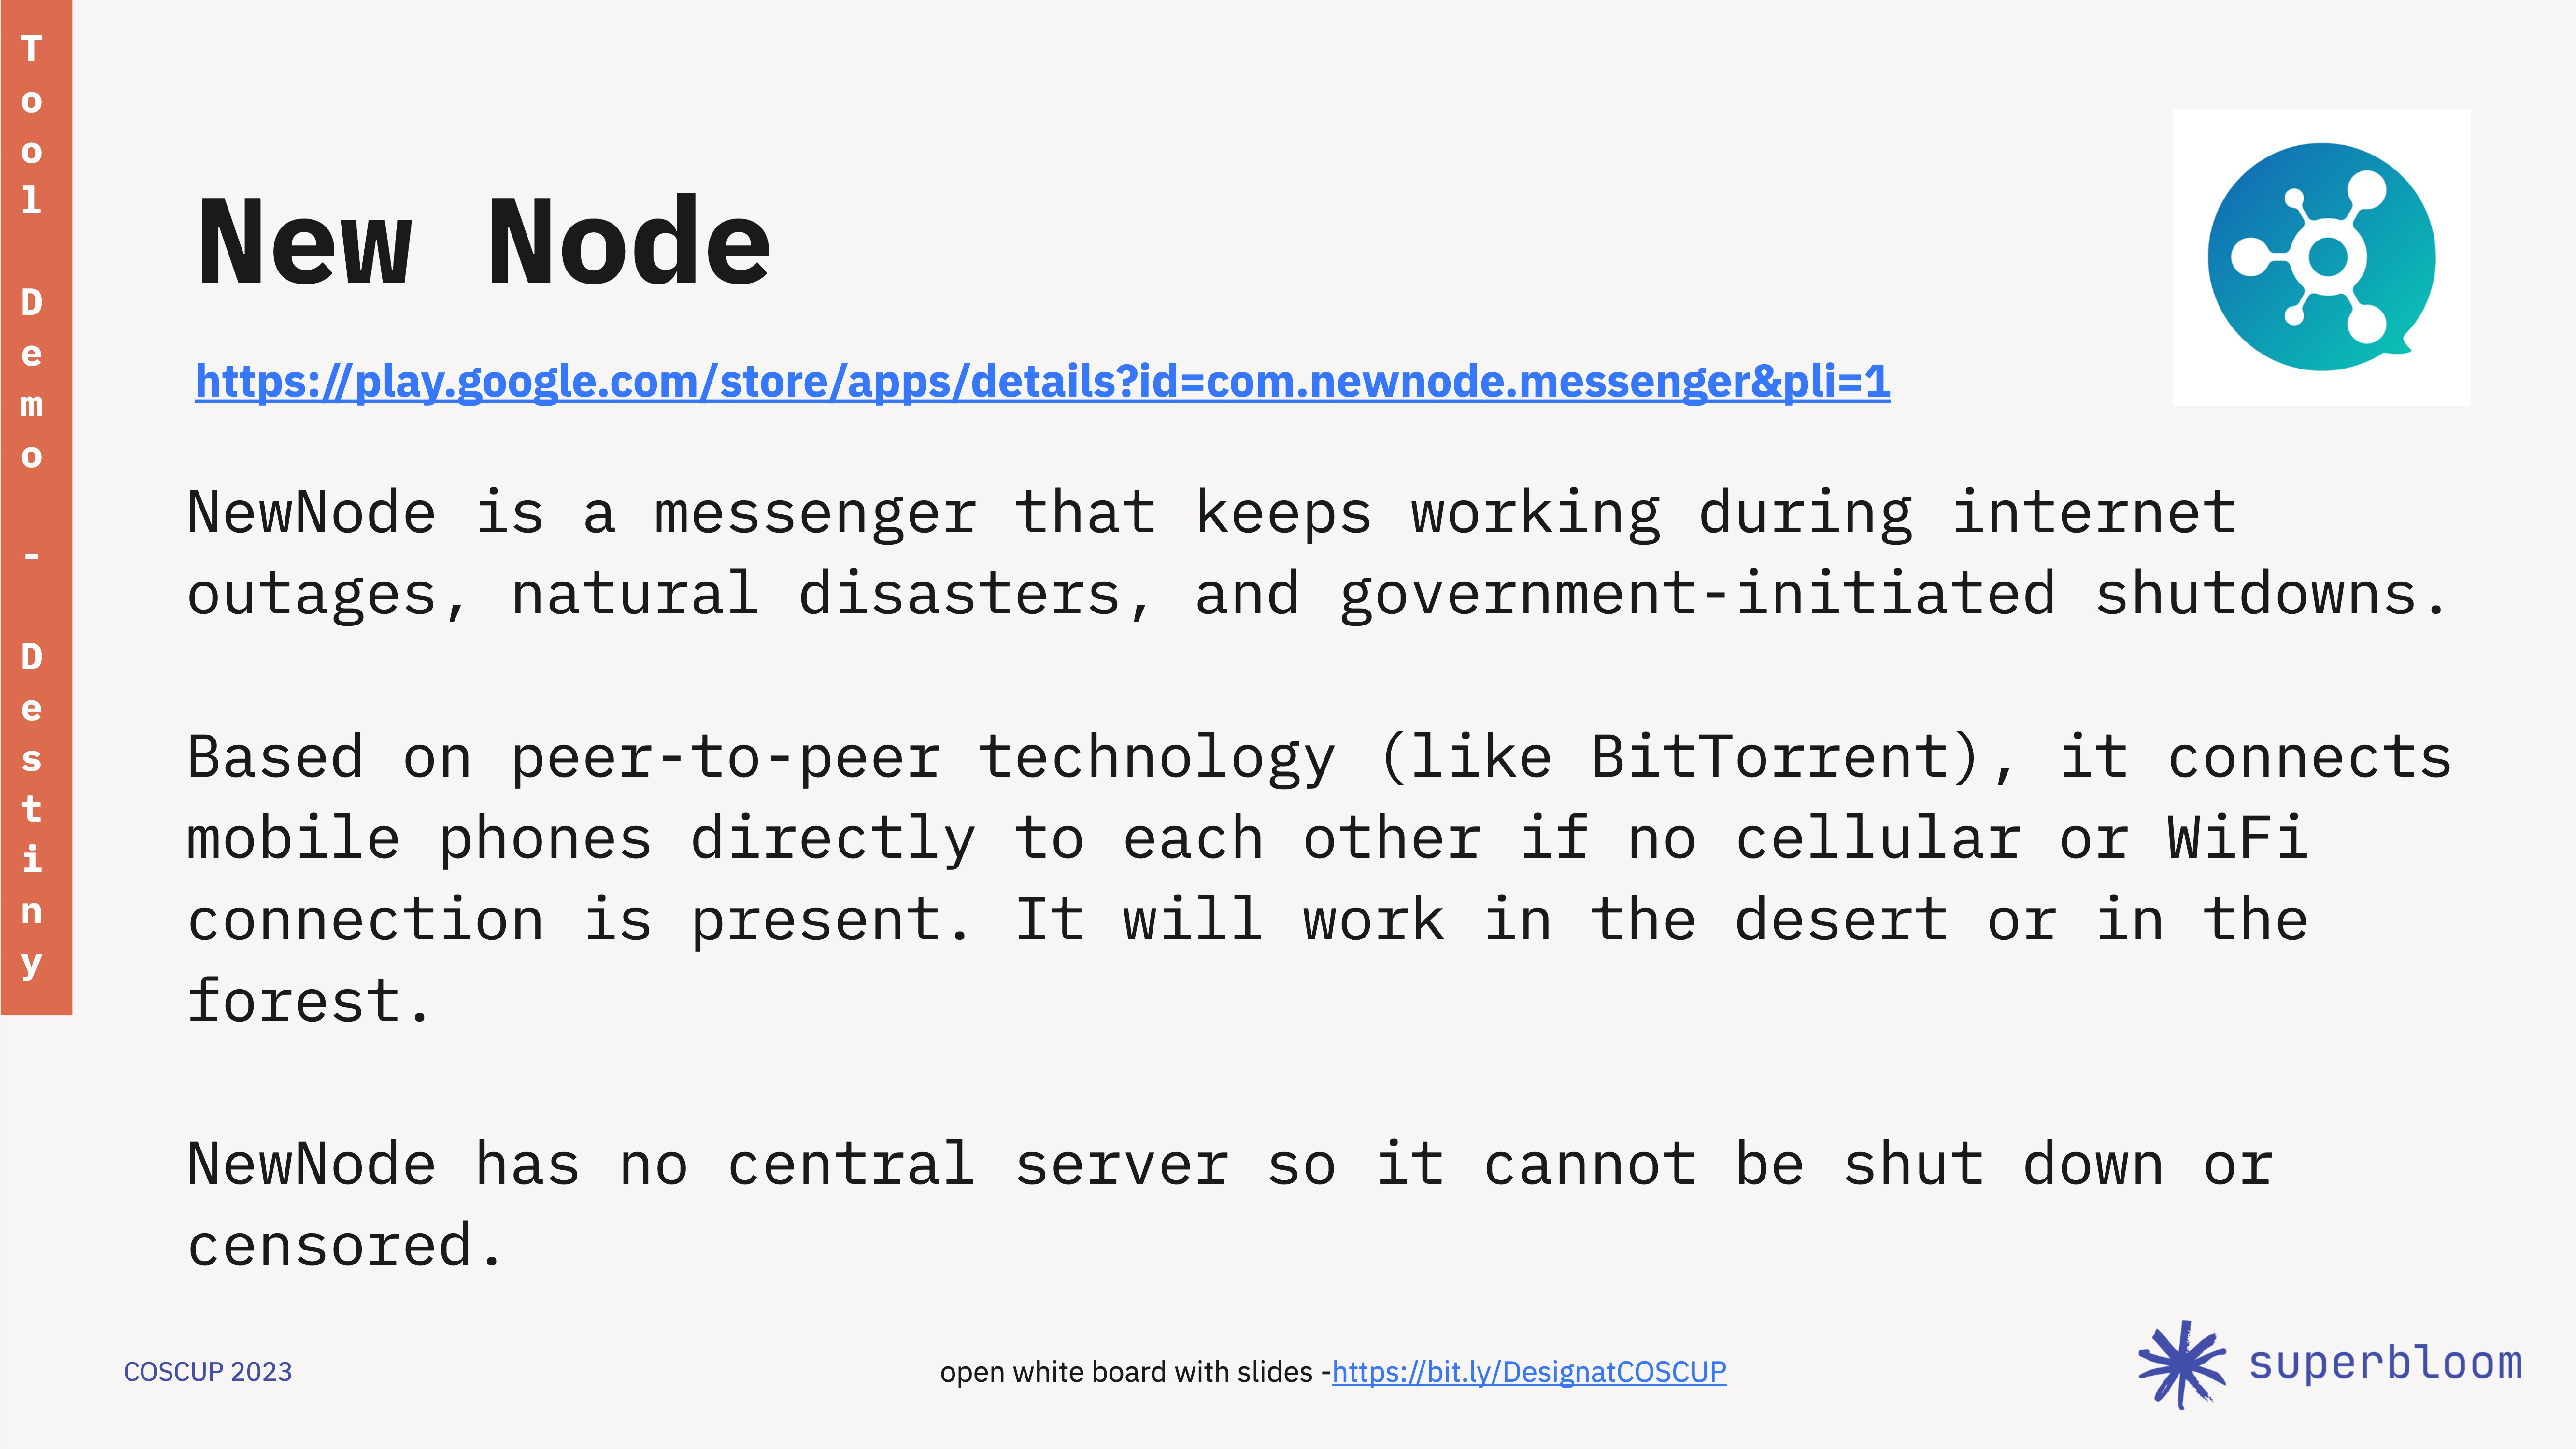 Tool Demo - Destiny
New Node
https://play.google.com/store/apps/details?id=com.newnode.messenger&pli=1
NewNode is a messenger that keeps working during internet
outages, natural disasters, and government-initiated shutdowns.
Based on peer-to-peer technology (like BitTorrent), it connects
mobile phones directly to each other if no cellular or WiFi
connection is present. It will work in the desert or in the
forest.
NewNode has no central server so it cannot be shut down or
censored.
COSCUP 2023
open white board with slides -https://bit.ly/DesignatCOSCUP
superbloom